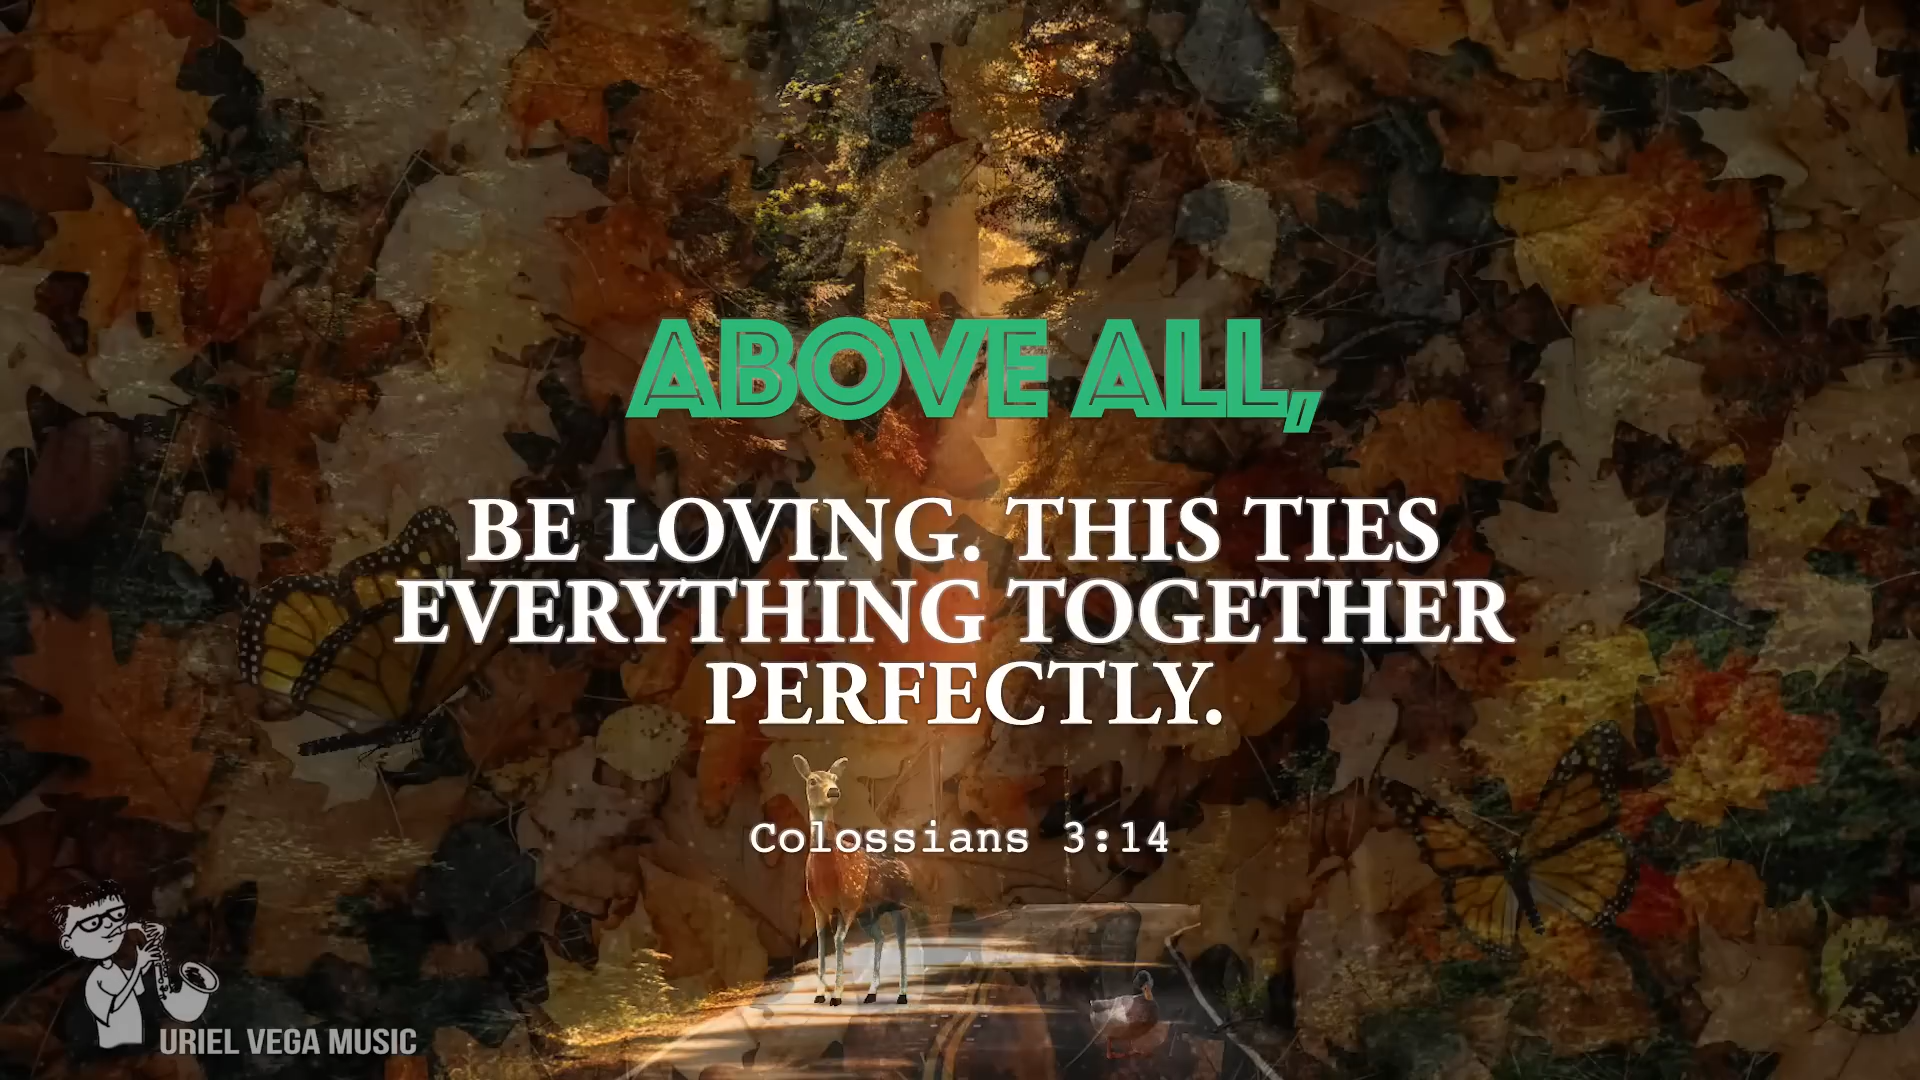 ABOVE ALL,
BE LOVING. THIS TIES
EVERYTHING TOGETHER
PERFECTLY.
Colossians 3:14
URIEL VEGA MUSIC